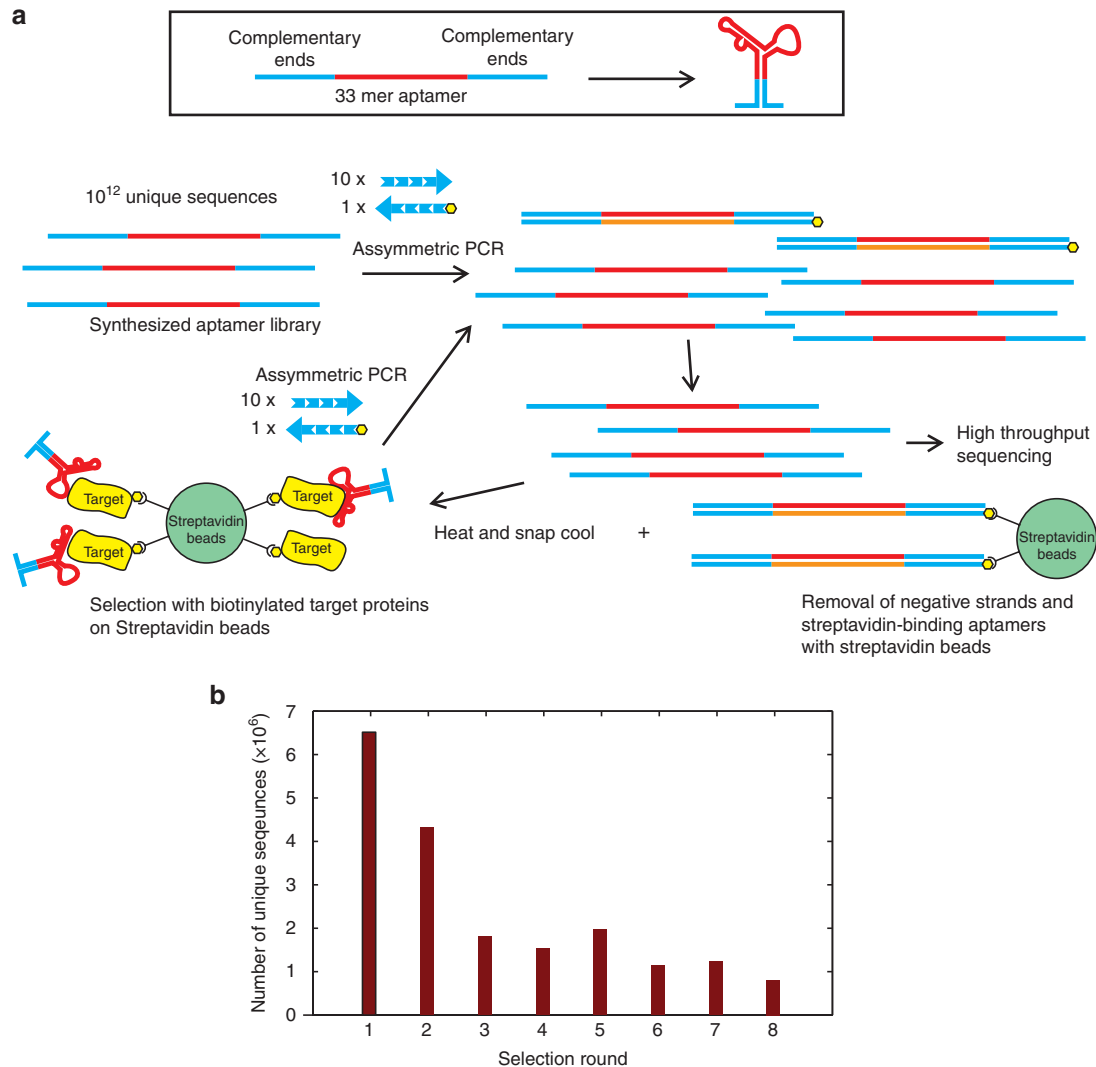 a
Complementary
ends
Complementary
ends
33 mer aptamer
10¹² unique sequences
10 x
1 x
Assymmetric PCR
Synthesized aptamer library
Assymmetric PCR
10 x
1 x
High throughput
sequencing
Target
Target
Streptavidin
beads
Target
Target
Heat and snap cool
+
Streptavidin
beads
Selection with biotinylated target proteins
on Streptavidin beads
Removal of negative strands and
streptavidin-binding aptamers
with streptavidin beads
b
Number of unique seqeunces (×10⁶)
7
6
5
4
3
2
1
0
1 2 3 4 5 6 7 8
Selection round